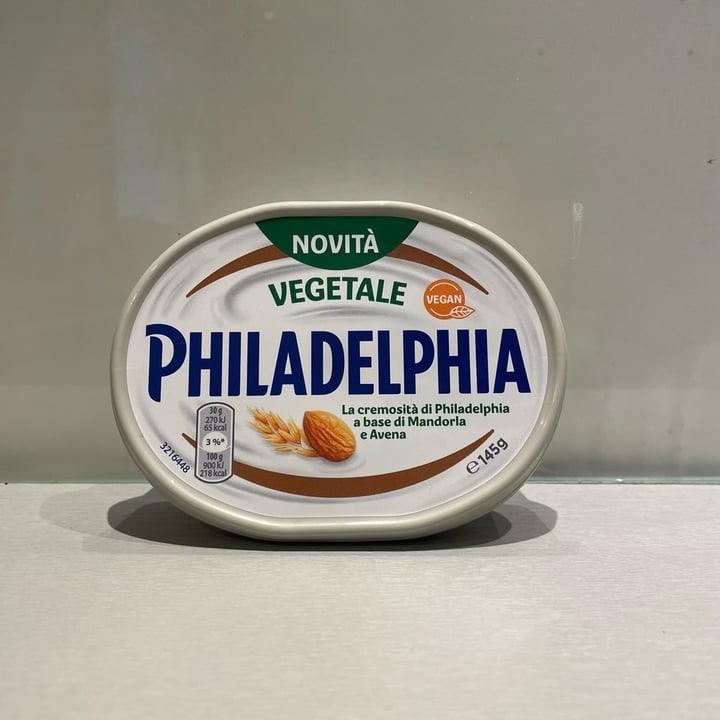 NOVITÀ
VEGETALE
VEGAN
PHILADELPHIA
La cremosità di Philadelphia
a base di Mandorla
e Avena
30 g
270 kJ
65 kcal
3 %*
100 g
900 kJ
218 kcal
3216448
e 145g